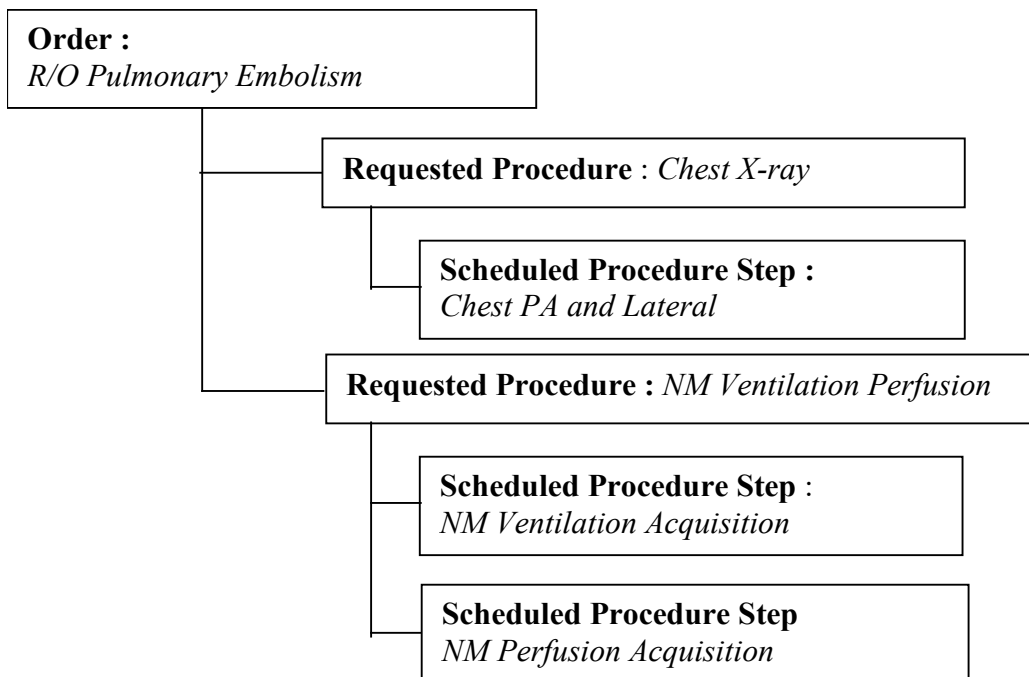 Order :
R/O Pulmonary Embolism
Requested Procedure : Chest X-ray
Scheduled Procedure Step :
Chest PA and Lateral
Requested Procedure : NM Ventilation Perfusion
Scheduled Procedure Step :
NM Ventilation Acquisition
Scheduled Procedure Step
NM Perfusion Acquisition